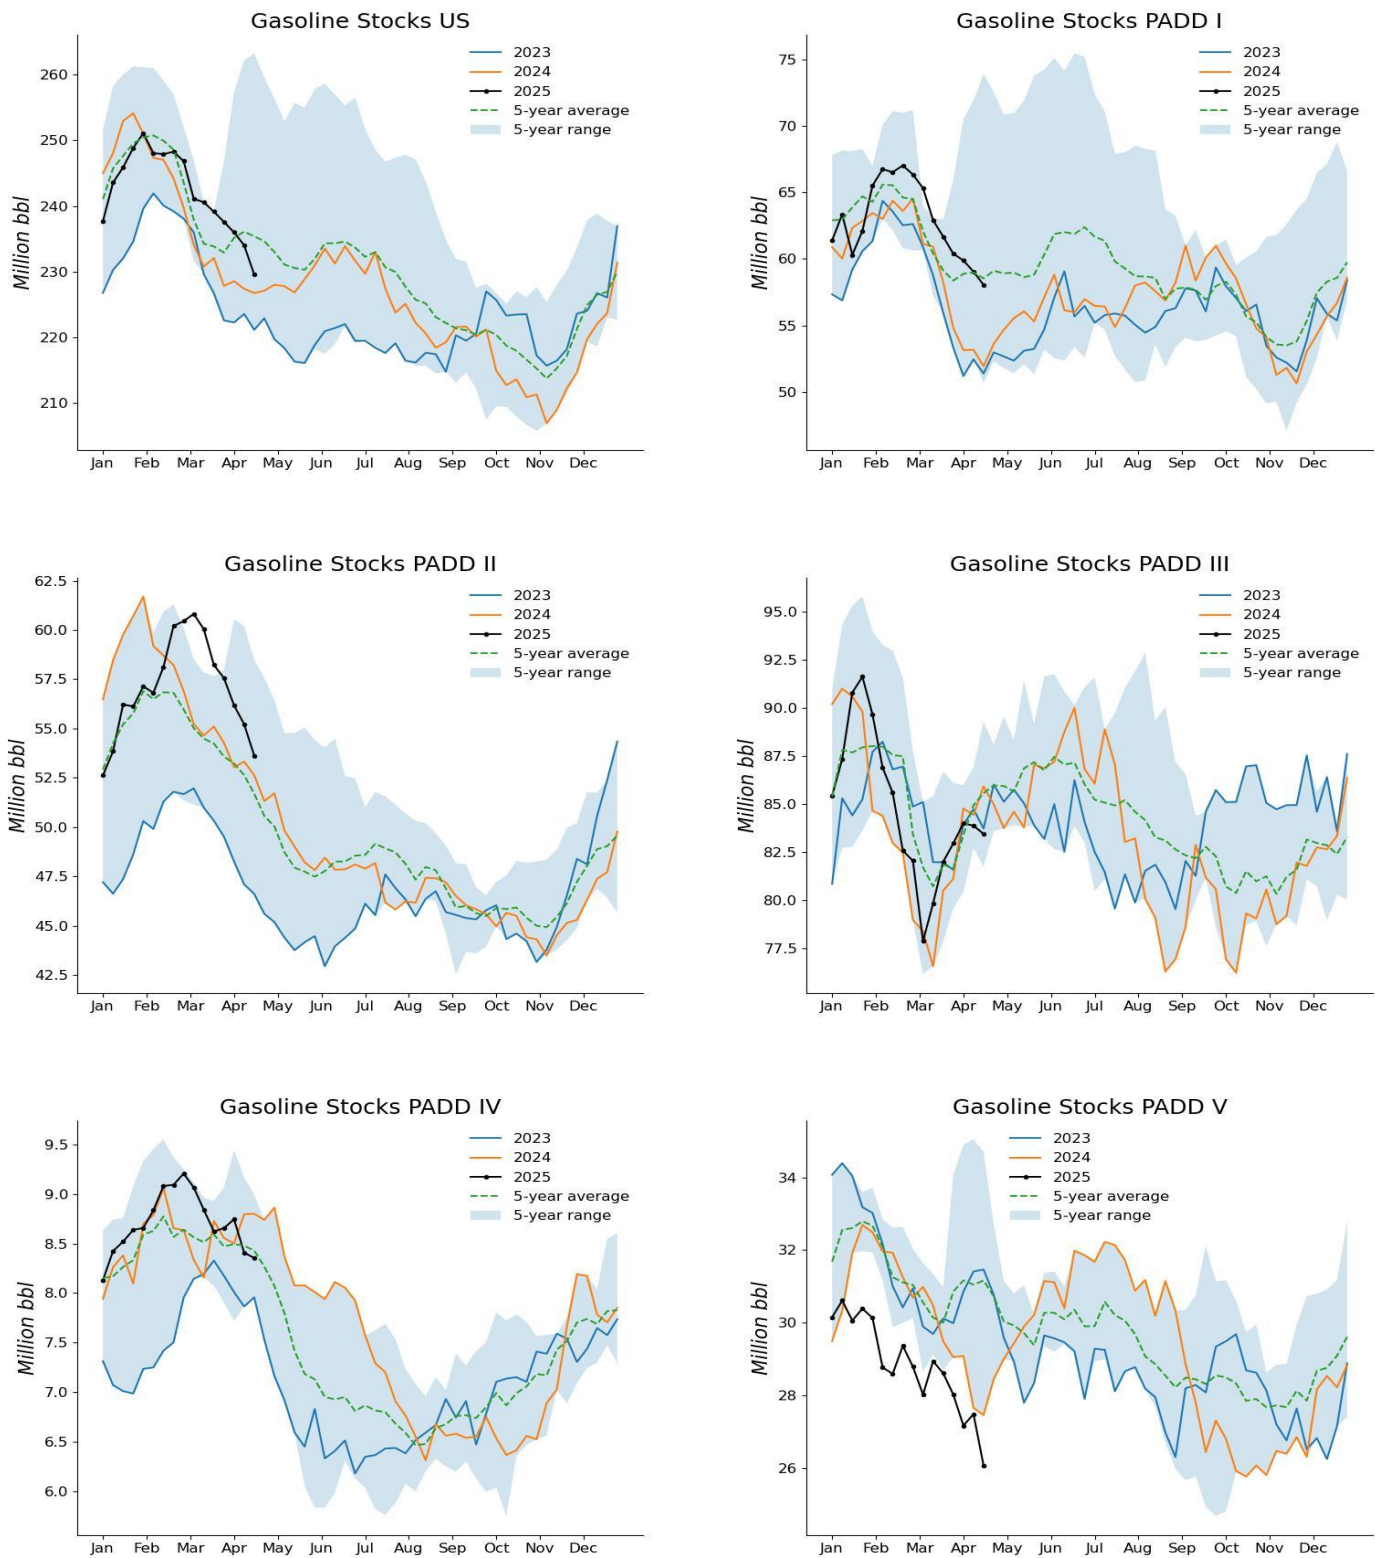 Gasoline Stocks US
Million bbl
260
250
240
230
220
210
2023
2024
2025
5-year average
5-year range
Jan Feb Mar Apr May Jun Jul Aug Sep Oct Nov Dec
Gasoline Stocks PADD I
Million bbl
75
70
65
60
55
50
2023
2024
2025
5-year average
5-year range
Jan Feb Mar Apr May Jun Jul Aug Sep Oct Nov Dec
Gasoline Stocks PADD II
Million bbl
62.5
60.0
57.5
55.0
52.5
50.0
47.5
45.0
42.5
2023
2024
2025
5-year average
5-year range
Jan Feb Mar Apr May Jun Jul Aug Sep Oct Nov Dec
Gasoline Stocks PADD III
Million bbl
95.0
92.5
90.0
87.5
85.0
82.5
80.0
77.5
2023
2024
2025
5-year average
5-year range
Jan Feb Mar Apr May Jun Jul Aug Sep Oct Nov Dec
Gasoline Stocks PADD IV
Million bbl
9.5
9.0
8.5
8.0
7.5
7.0
6.5
6.0
2023
2024
2025
5-year average
5-year range
Jan Feb Mar Apr May Jun Jul Aug Sep Oct Nov Dec
Gasoline Stocks PADD V
Million bbl
34
32
30
28
26
2023
2024
2025
5-year average
5-year range
Jan Feb Mar Apr May Jun Jul Aug Sep Oct Nov Dec